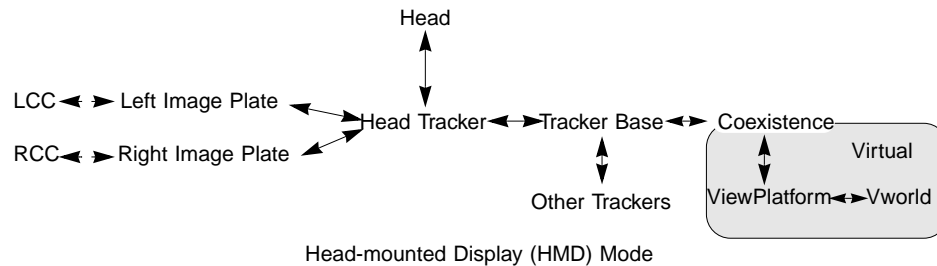 Head
LCC
Left Image Plate
Head Tracker
Tracker Base
Coexistence
RCC
Right Image Plate
Virtual
Other Trackers
ViewPlatform
Vworld
Head-mounted Display (HMD) Mode